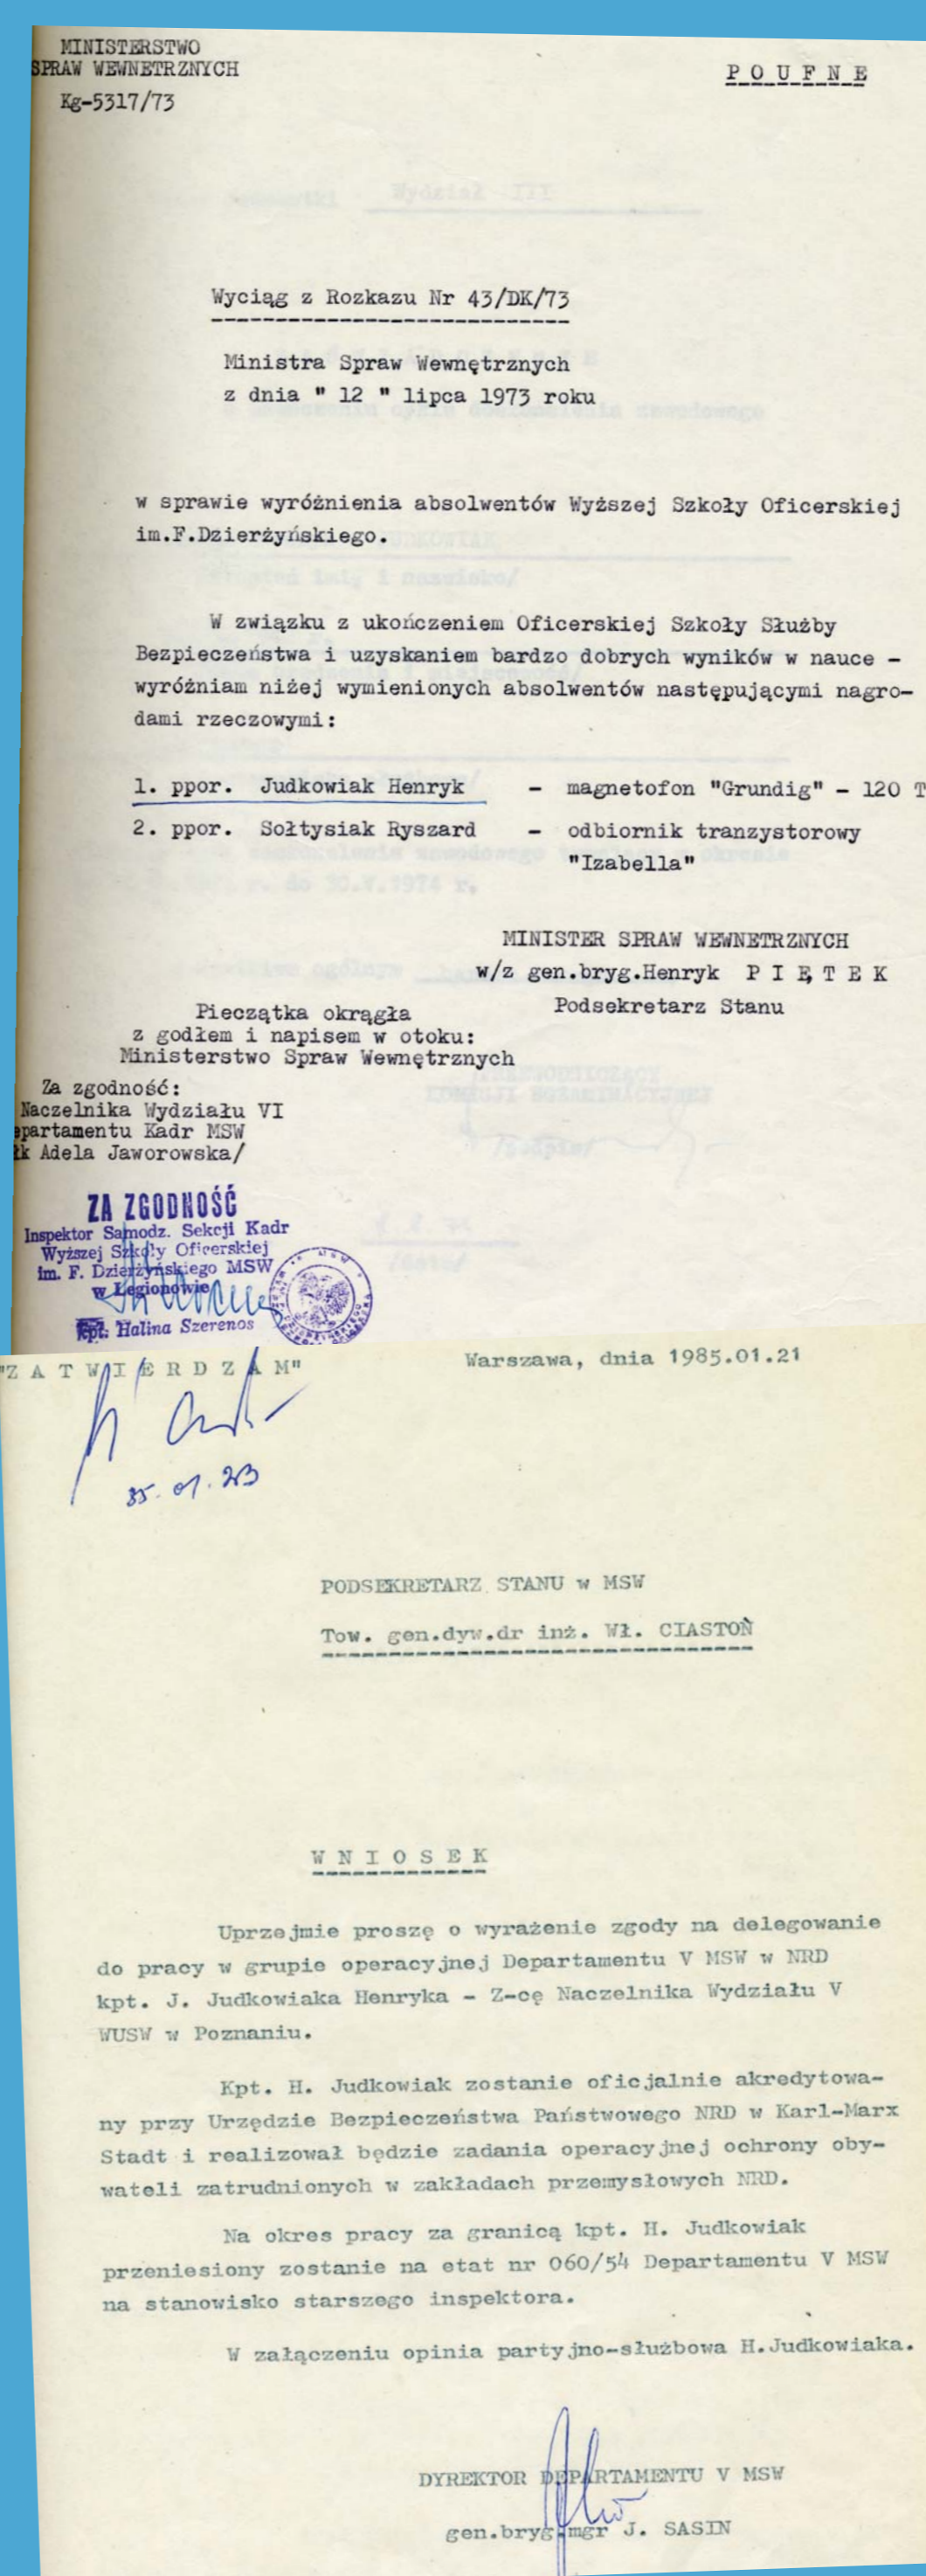 MINISTERSTWO
SPRAW WEWNETRZNYCH
Kg-5317/73
P O U F N E
Wydział III
Wyciąg z Rozkazu Nr 43/DK/73
Ministra Spraw Wewnętrznych
z dnia " 12 " lipca 1973 roku
w sprawie wyróżnienia absolwentów Wyższej Szkoły Oficerskiej
im.F.Dzierżyńskiego.
W związku z ukończeniem Oficerskiej Szkoły Służby
Bezpieczeństwa i uzyskaniem bardzo dobrych wyników w nauce -
wyróżniam niżej wymienionych absolwentów następującymi nagro-
dami rzeczowymi:
1. ppor. Judkowiak Henryk - magnetofon "Grundig" - 120 T
2. ppor. Sołtysiak Ryszard - odbiornik tranzystorowy
"Izabella"
MINISTER SPRAW WEWNETRZNYCH
w/z gen.bryg.Henryk P I Ę T E K
Podsekretarz Stanu
Pieczątka okrągła
z godłem i napisem w otoku:
Ministerstwo Spraw Wewnętrznych
Za zgodność:
Naczelnika Wydziału VI
epartamentu Kadr MSW
łk Adela Jaworowska/
ZA ZGODNOŚĆ
Inspektor Samodz. Sekcji Kadr
Wyższej Szkoły Oficerskiej
im. F. Dzierżyńskiego MSW
w Legionowie
kpt. Halina Szerenos
"Z A T W I E R D Z A M"
Warszawa, dnia 1985.01.21
85.01.23
PODSEKRETARZ STANU w MSW
Tow. gen.dyw.dr inż. Wł. CIASTOŃ
W N I O S E K
Uprzejmie proszę o wyrażenie zgody na delegowanie
do pracy w grupie operacyjnej Departamentu V MSW w NRD
kpt. J. Judkowiaka Henryka - Z-cę Naczelnika Wydziału V
WUSW w Poznaniu.
Kpt. H. Judkowiak zostanie oficjalnie akredytowa-
ny przy Urzędzie Bezpieczeństwa Państwowego NRD w Karl-Marx
Stadt i realizował będzie zadania operacyjnej ochrony oby-
wateli zatrudnionych w zakładach przemysłowych NRD.
Na okres pracy za granicą kpt. H. Judkowiak
przeniesiony zostanie na etat nr 060/54 Departamentu V MSW
na stanowisko starszego inspektora.
W załączeniu opinia partyjno-służbowa H.Judkowiaka.
DYREKTOR DEPARTAMENTU V MSW
gen.bryg.mgr J. SASIN